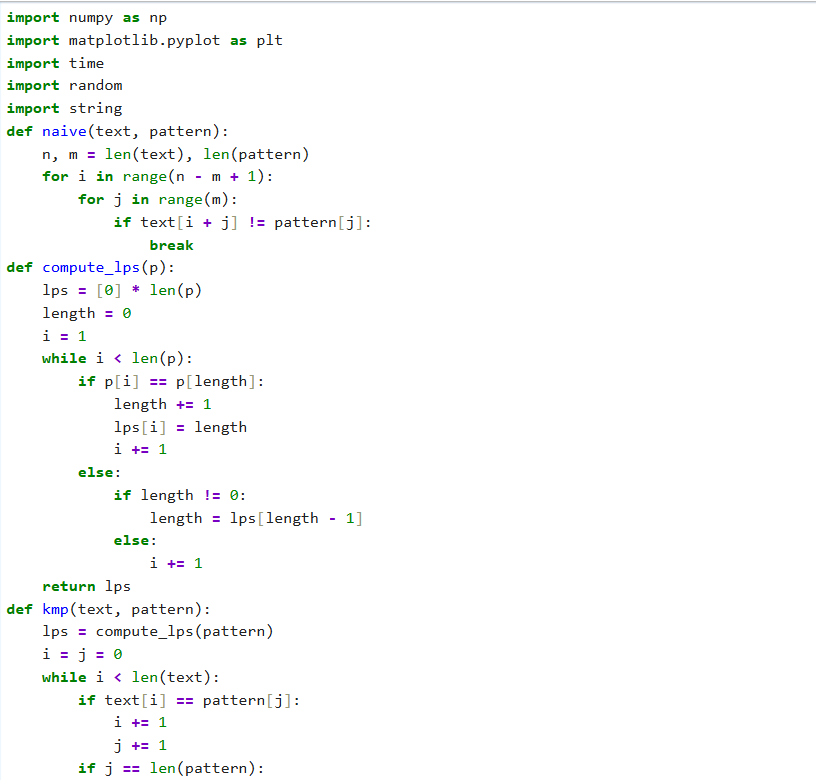 import numpy as np
import matplotlib.pyplot as plt
import time
import random
import string
def naive(text, pattern):
    n, m = len(text), len(pattern)
    for i in range(n - m + 1):
        for j in range(m):
            if text[i + j] != pattern[j]:
                break
def compute_lps(p):
    lps = [0] * len(p)
    length = 0
    i = 1
    while i < len(p):
        if p[i] == p[length]:
            length += 1
            lps[i] = length
            i += 1
        else:
            if length != 0:
                length = lps[length - 1]
            else:
                i += 1
    return lps
def kmp(text, pattern):
    lps = compute_lps(pattern)
    i = j = 0
    while i < len(text):
        if text[i] == pattern[j]:
            i += 1
            j += 1
        if j == len(pattern):